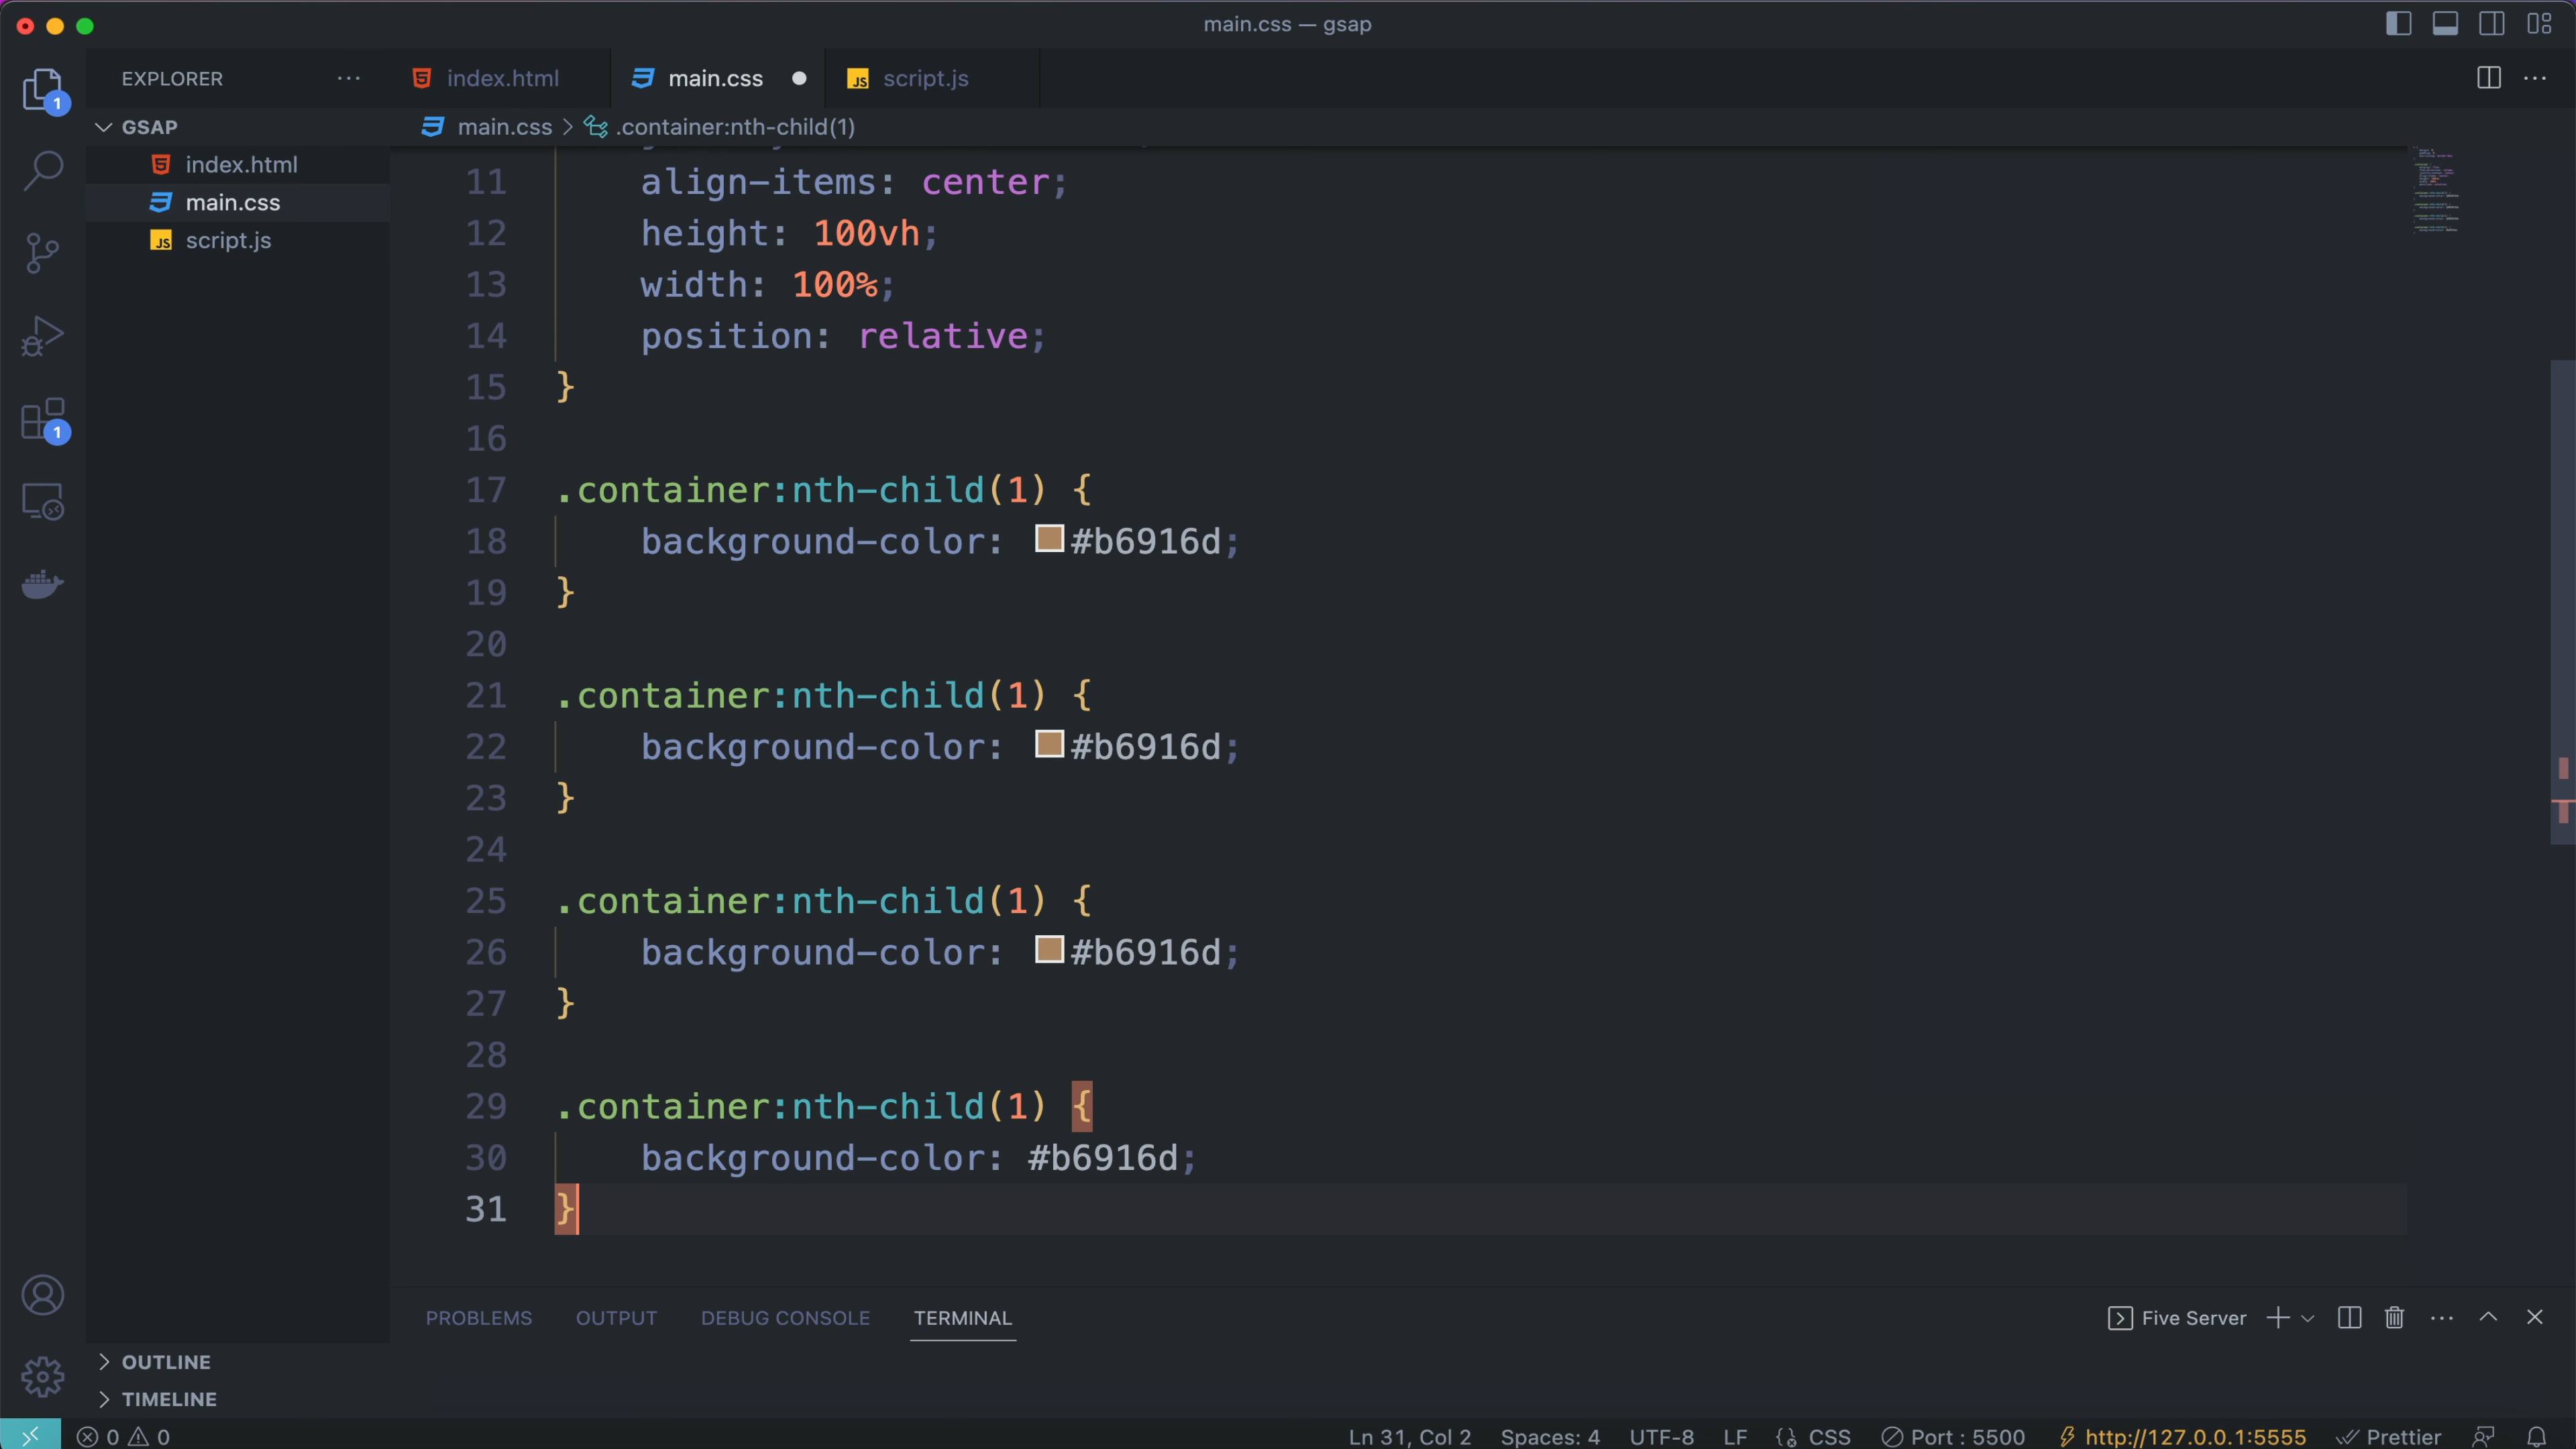 main.css — gsap
EXPLORER
index.html
main.css
script.js
1
GSAP
main.css > .container:nth-child(1)
index.html
main.css
script.js
1
11 align-items: center;
12 height: 100vh;
13 width: 100%;
14 position: relative;
15 }
16
17 .container:nth-child(1) {
18 background-color: #b6916d;
19 }
20
21 .container:nth-child(1) {
22 background-color: #b6916d;
23 }
24
25 .container:nth-child(1) {
26 background-color: #b6916d;
27 }
28
29 .container:nth-child(1) {
30 background-color: #b6916d;
31 }
PROBLEMS OUTPUT DEBUG CONSOLE TERMINAL
Five Server
OUTLINE
TIMELINE
0 0 Ln 31, Col 2 Spaces: 4 UTF-8 LF CSS Port : 5500 http://127.0.0.1:5555 Prettier